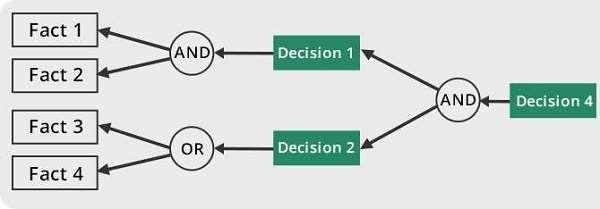 Fact 1
Fact 2
AND
Decision 1
Fact 3
Fact 4
OR
Decision 2
AND
Decision 4